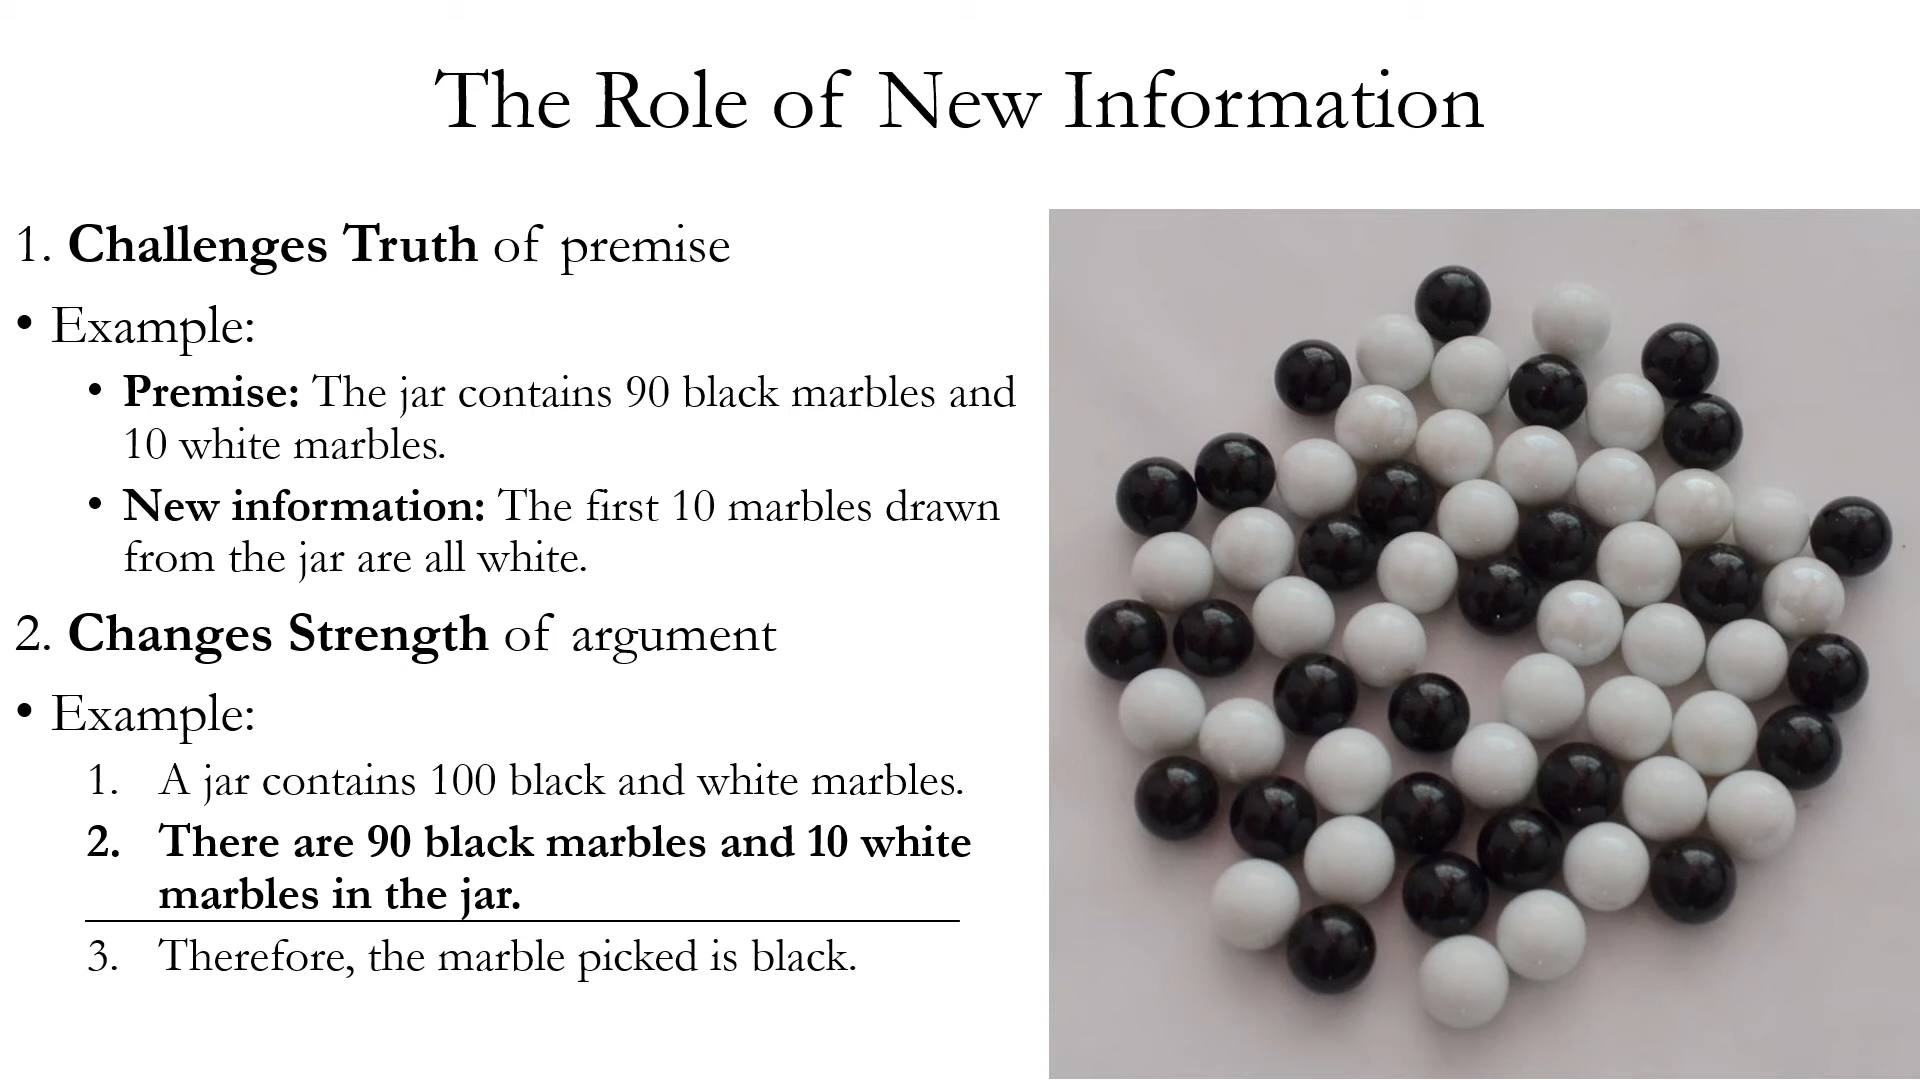 The Role of New Information
1. Challenges Truth of premise
• Example:
• Premise: The jar contains 90 black marbles and
10 white marbles.
• New information: The first 10 marbles drawn
from the jar are all white.
2. Changes Strength of argument
• Example:
1. A jar contains 100 black and white marbles.
2. There are 90 black marbles and 10 white
marbles in the jar.
3. Therefore, the marble picked is black.